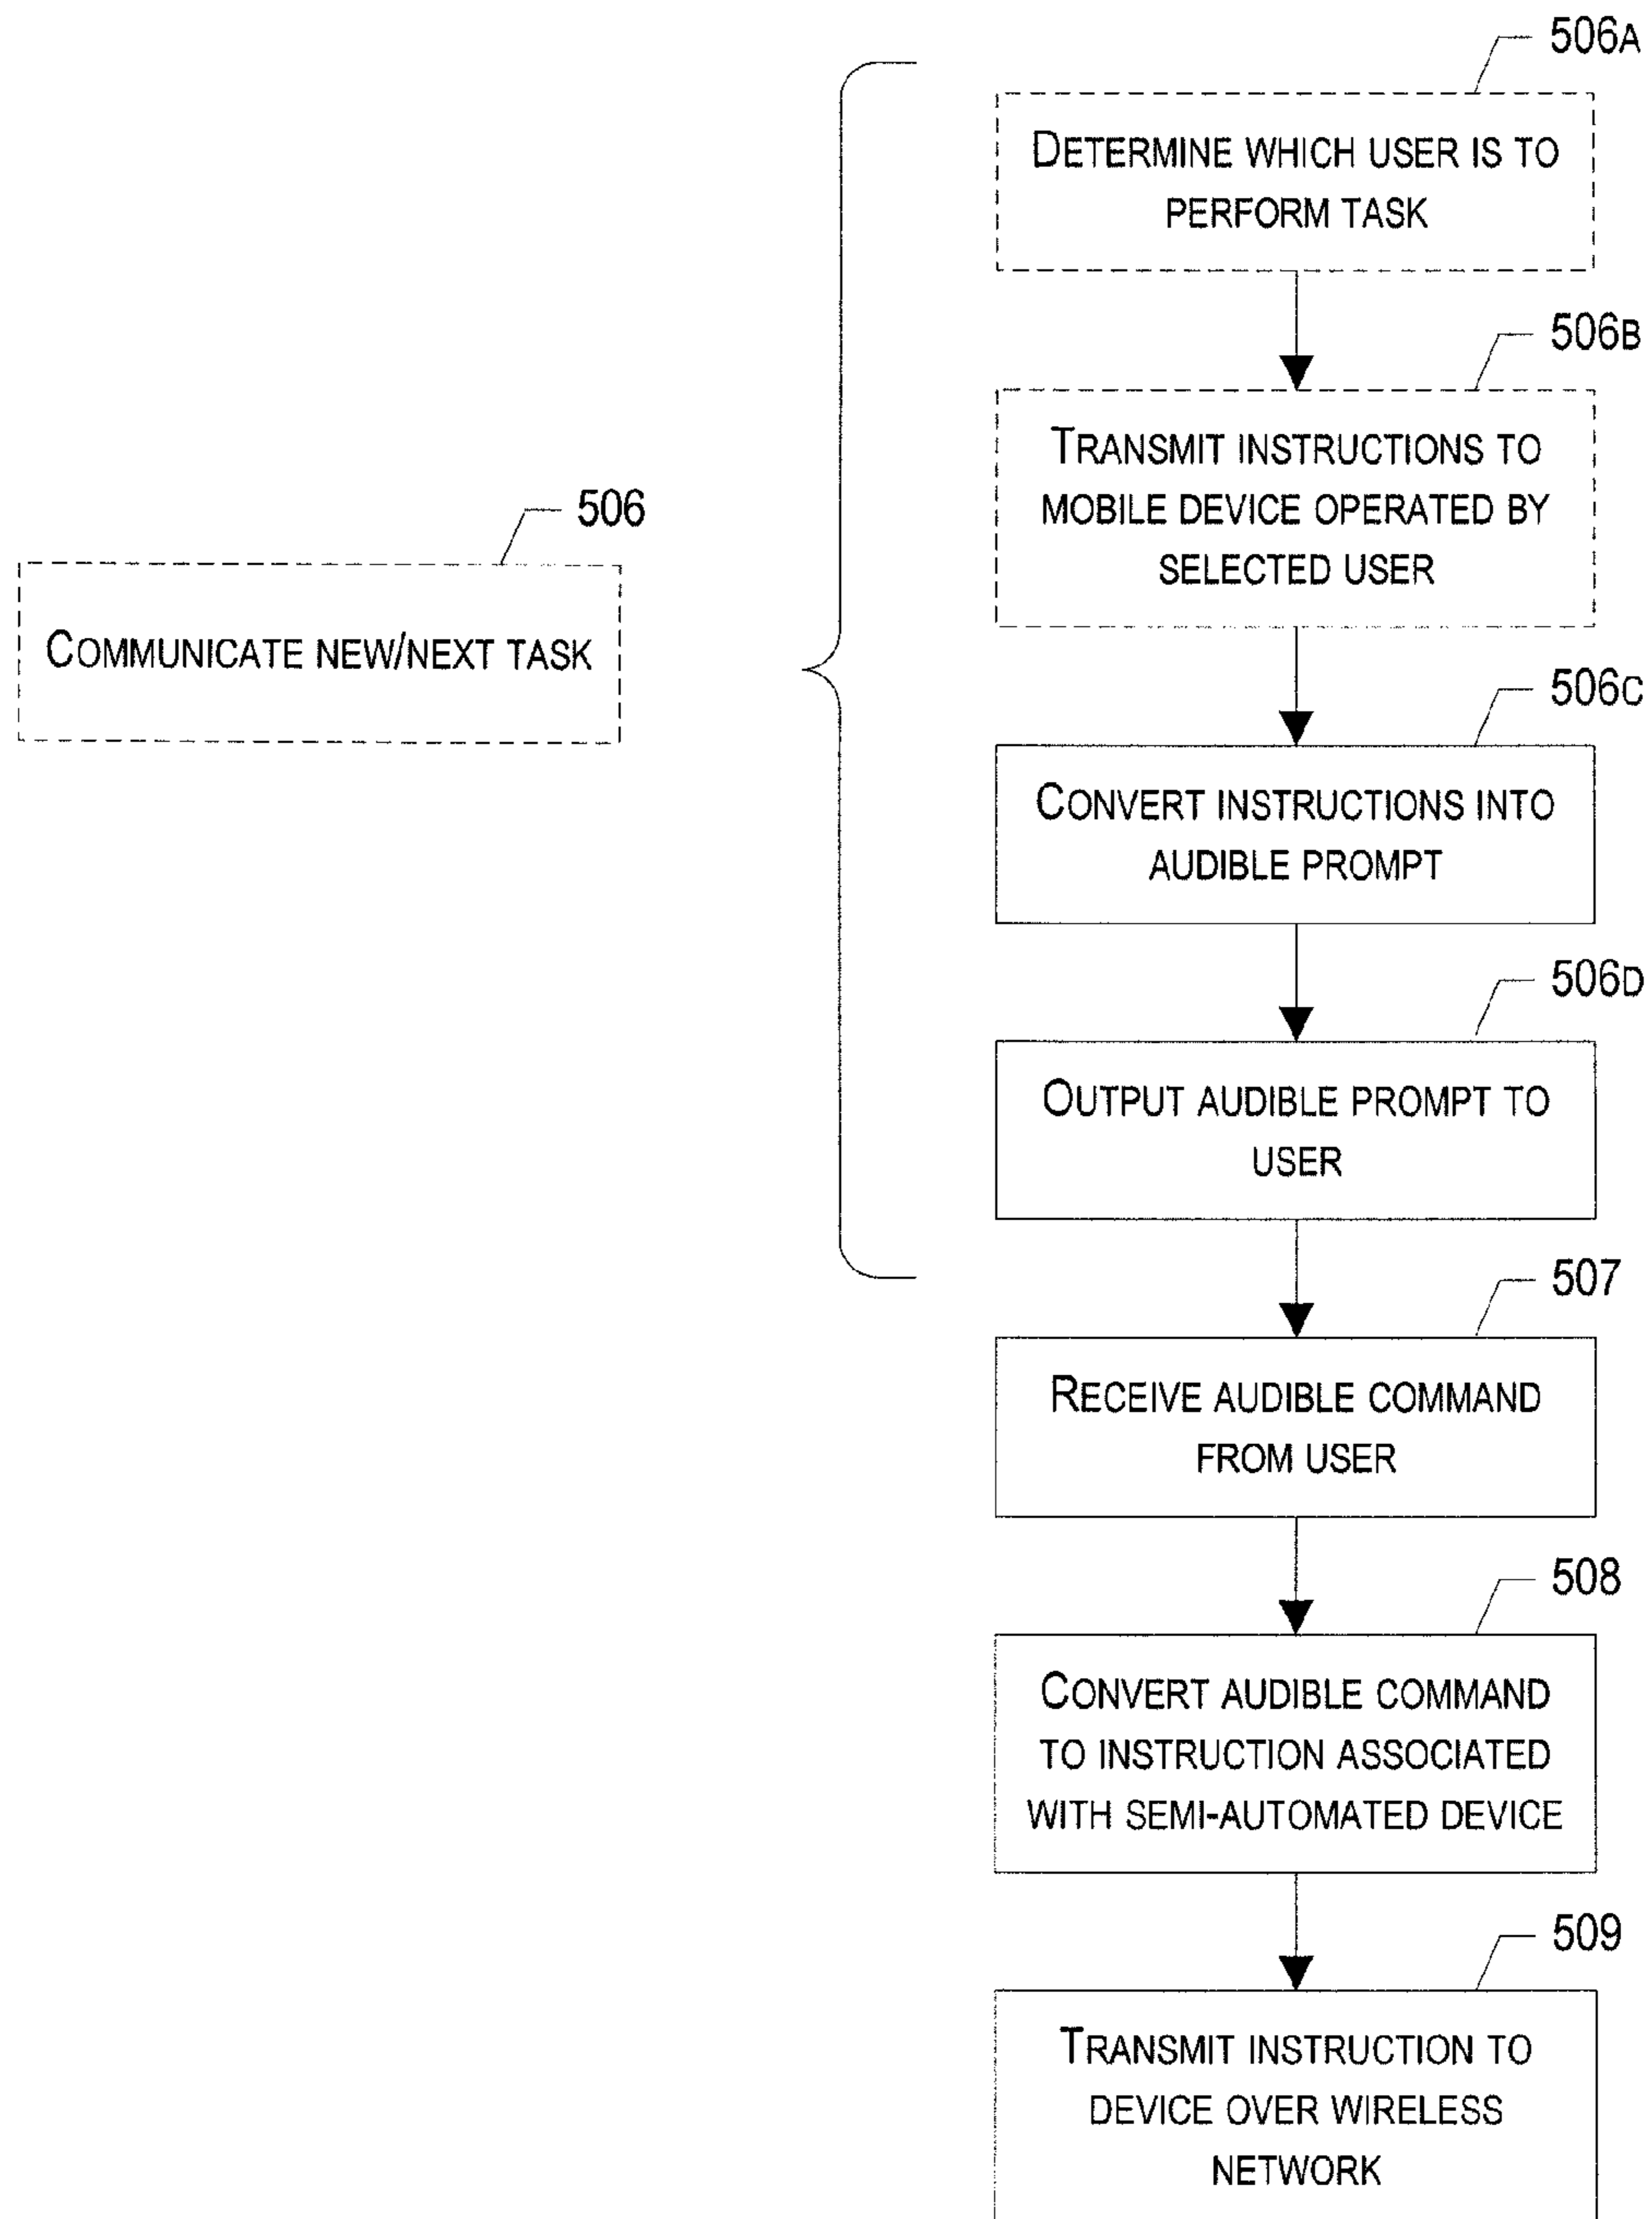 506A
DETERMINE WHICH USER IS TO
PERFORM TASK
506B
TRANSMIT INSTRUCTIONS TO
MOBILE DEVICE OPERATED BY
SELECTED USER
506
COMMUNICATE NEW/NEXT TASK
506C
CONVERT INSTRUCTIONS INTO
AUDIBLE PROMPT
506D
OUTPUT AUDIBLE PROMPT TO
USER
507
RECEIVE AUDIBLE COMMAND
FROM USER
508
CONVERT AUDIBLE COMMAND
TO INSTRUCTION ASSOCIATED
WITH SEMI-AUTOMATED DEVICE
509
TRANSMIT INSTRUCTION TO
DEVICE OVER WIRELESS
NETWORK